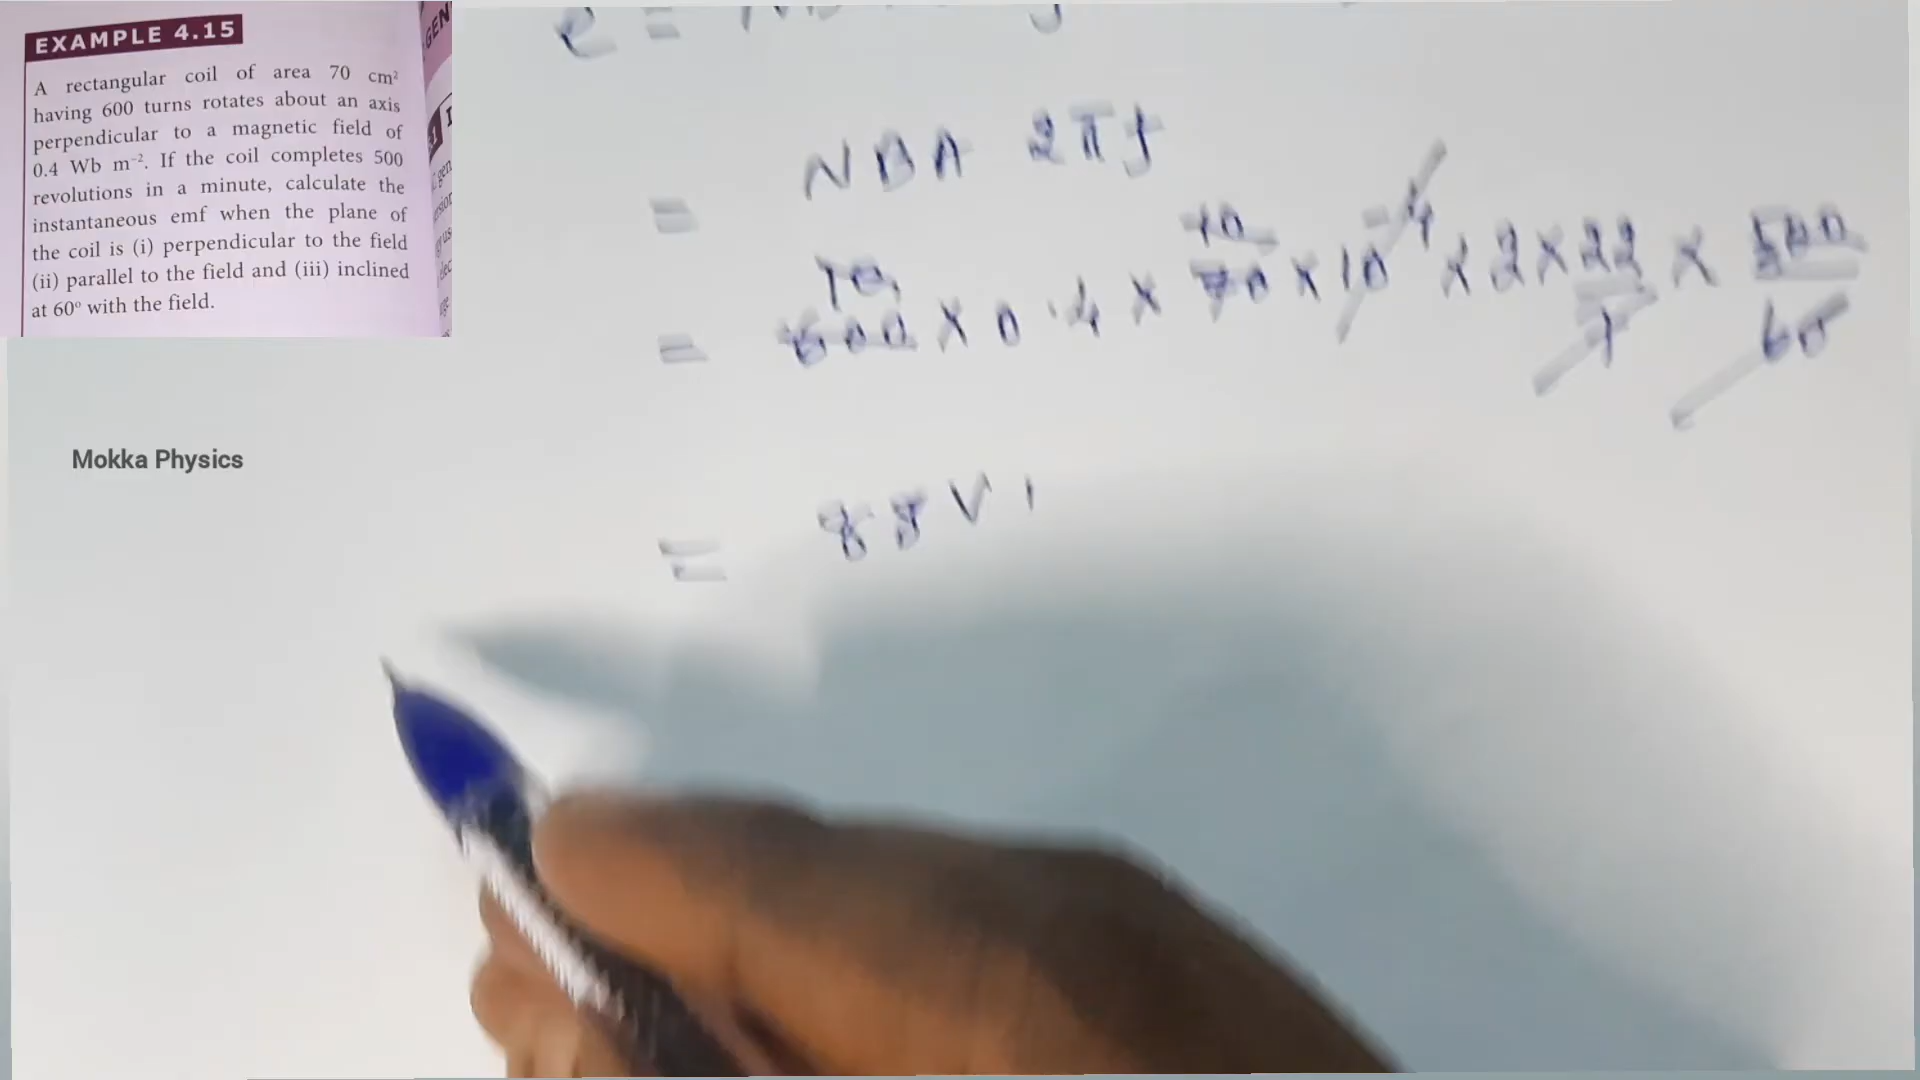 EXAMPLE 4.15
A rectangular coil of area 70 cm²
having 600 turns rotates about an axis
perpendicular to a magnetic field of
0.4 Wb m⁻². If the coil completes 500
revolutions in a minute, calculate the
instantaneous emf when the plane of
the coil is (i) perpendicular to the field
(ii) parallel to the field and (iii) inclined
at 60° with the field.
GEN
Mokka Physics
e =
= NBA 2πf
10 10
= 600 × 0.4 × 70 × 10⁻⁴ × 2 × 22/7 × 500/60
= 88 V